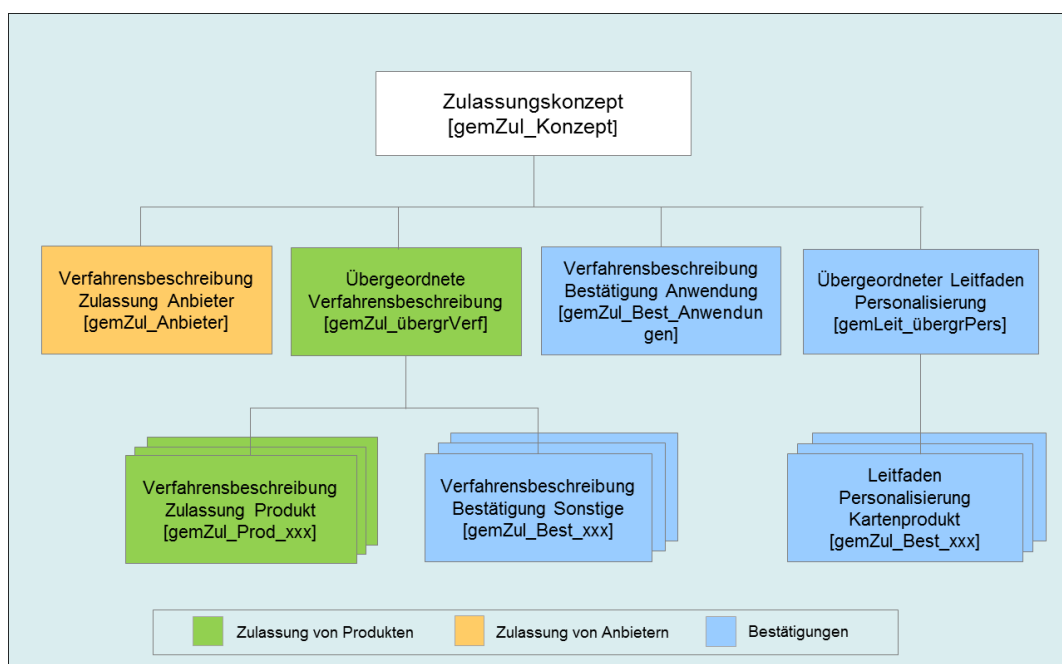 Zulassungskonzept
[gemZul_Konzept]
Verfahrensbeschreibung
Zulassung Anbieter
[gemZul_Anbieter]
Übergeordnete
Verfahrensbeschreibung
[gemZul_übergrVerf]
Verfahrensbeschreibung
Bestätigung Anwendung
[gemZul_Best_Anwendun
gen]
Übergeordneter Leitfaden
Personalisierung
[gemLeit_übgrPers]
Verfahrensbeschreibung
Zulassung Produkt
[gemZul_Prod_xxx]
Verfahrensbeschreibung
Bestätigung Sonstige
[gemZul_Best_xxx]
Leitfaden
Personalisierung
Kartenprodukt
[gemZul_Best_xxx]
Zulassung von Produkten
Zulassung von Anbietern
Bestätigungen